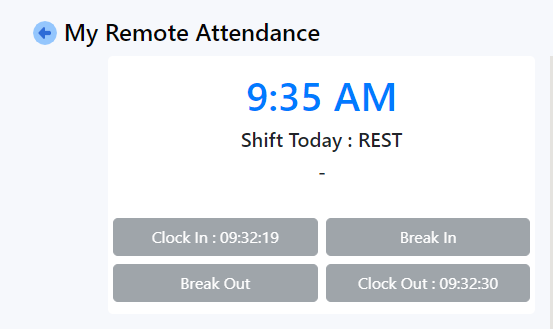 My Remote Attendance
9:35 AM
Shift Today : REST
-
Clock In : 09:32:19
Break In
Break Out
Clock Out : 09:32:30